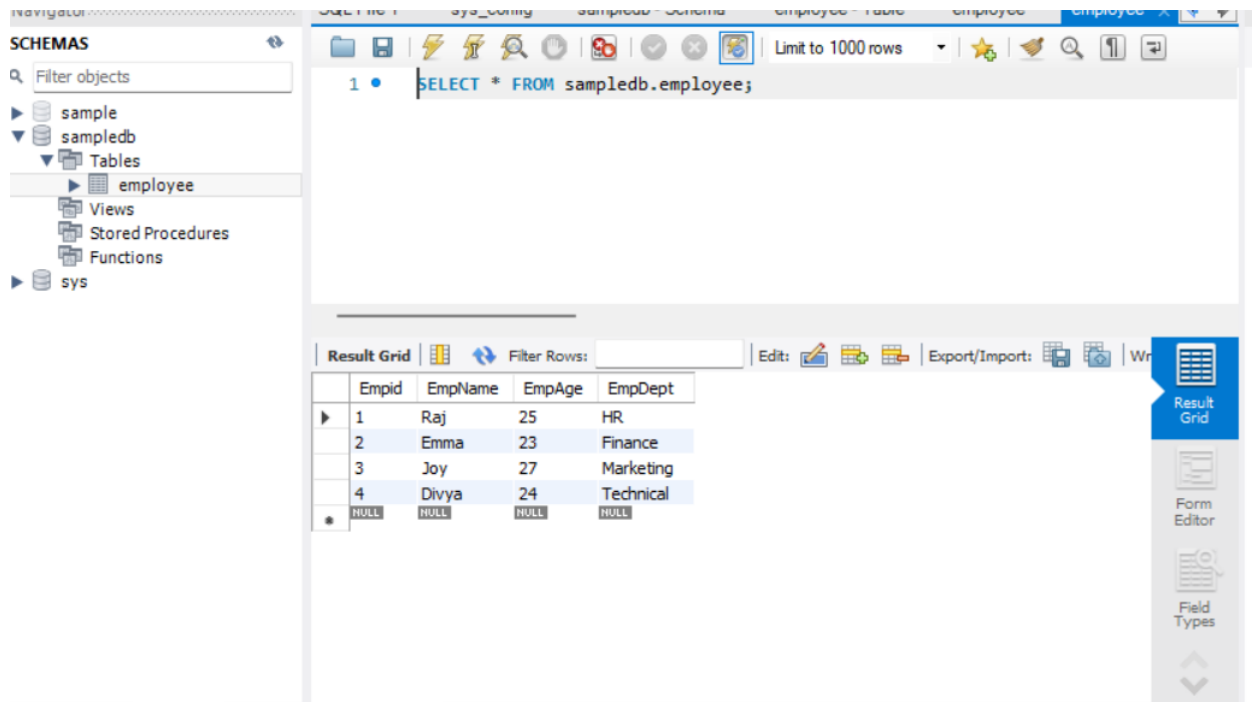 Navigator
SQL File 1 sys_config sampledb - Schema employee - Table employee employee
SCHEMAS
Filter objects
sample
sampledb
Tables
employee
Views
Stored Procedures
Functions
sys
Limit to 1000 rows
1 SELECT * FROM sampledb.employee;
Result Grid Filter Rows: Edit: Export/Import: Wr
Empid EmpName EmpAge EmpDept
1 Raj 25 HR
2 Emma 23 Finance
3 Joy 27 Marketing
4 Divya 24 Technical
NULL NULL NULL NULL
Result
Grid
Form
Editor
Field
Types